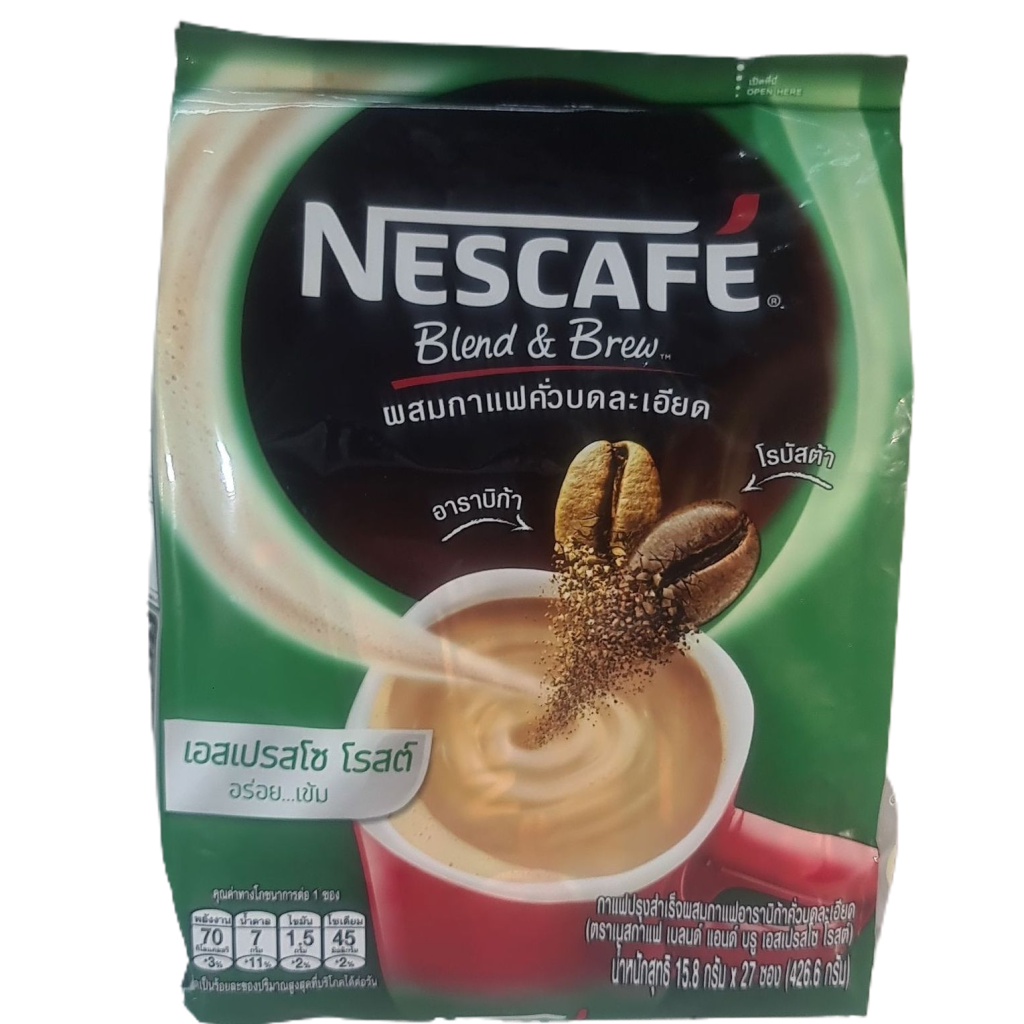 เปิดที่นี่
OPEN HERE
NESCAFÉ®
Blend & Brew™
ผสมกาแฟคั่วบดละเอียด
โรบัสต้า
อาราบิก้า
เอสเปรสโซ โรสต์
อร่อย...เข้ม
คุณค่าทางโภชนาการต่อ 1 ซอง
พลังงาน น้ำตาล ไขมัน โซเดียม
70 7 1.5 45
กิโลแคลอรี กรัม กรัม มิลลิกรัม
*3% *11% *2% *2%
*เป็นร้อยละของปริมาณสูงสุดที่บริโภคได้ต่อวัน
กาแฟปรุงสำเร็จผสมกาแฟอาราบิก้าคั่วบดละเอียด
(ตราเนสกาแฟ เบลนด์ แอนด์ บรู เอสเปรสโซ โรสต์)
น้ำหนักสุทธิ 15.8 กรัม x 27 ซอง (426.6 กรัม)